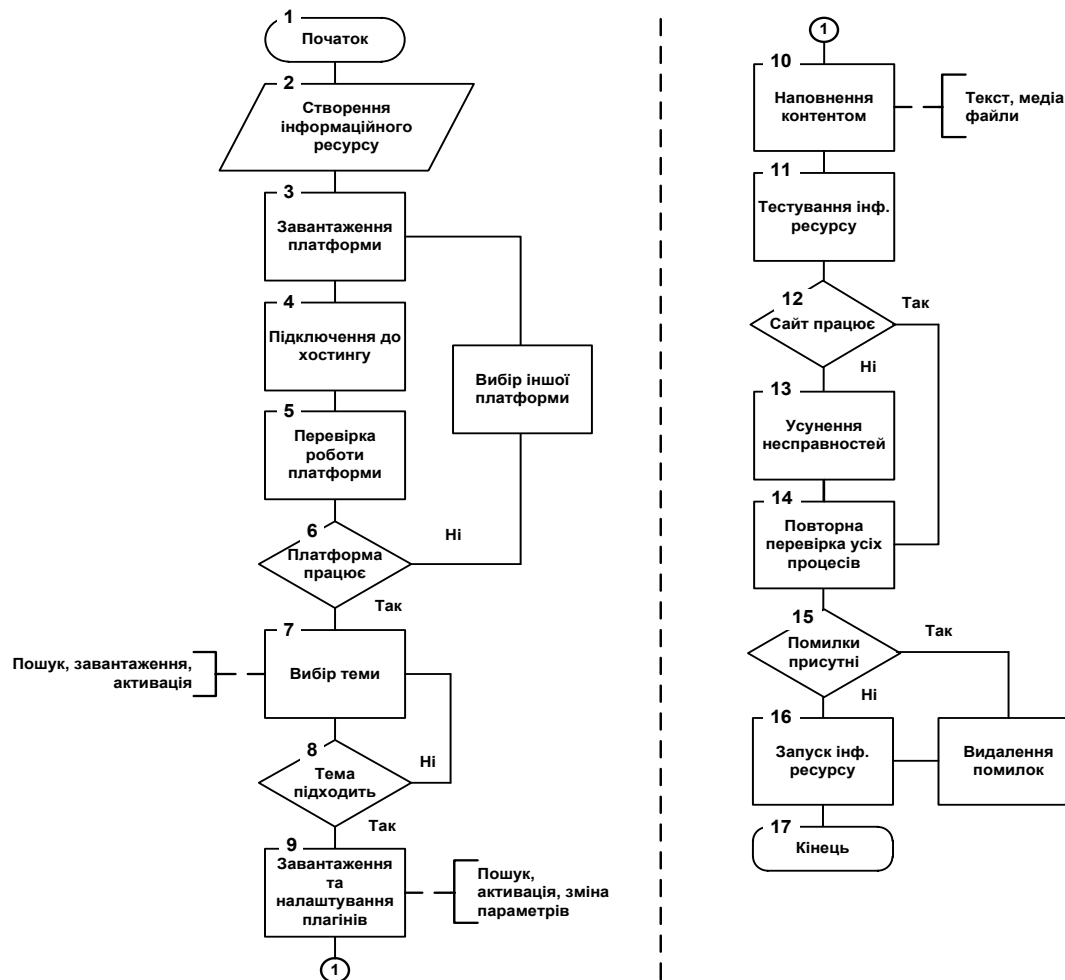 1
Початок
2
Створення
інформаційного
ресурсу
3
Завантаження
платформи
4
Підключення до
хостингу
Вибір іншої
платформи
5
Перевірка
роботи
платформи
6
Платформа
працює
Ні
Так
7
Вибір теми
Пошук, завантаження,
активація
8
Тема
підходить
Ні
Так
9
Завантаження
та
налаштування
плагінів
Пошук,
активація, зміна
параметрів
1
1
10
Наповнення
контентом
Текст, медіа
файли
11
Тестування інф.
ресурсу
12
Сайт працює
Так
Ні
13
Усунення
несправностей
14
Повторна
перевірка усіх
процесів
15
Помилки
присутні
Так
Ні
16
Запуск інф.
ресурсу
Видалення
помилок
17
Кінець